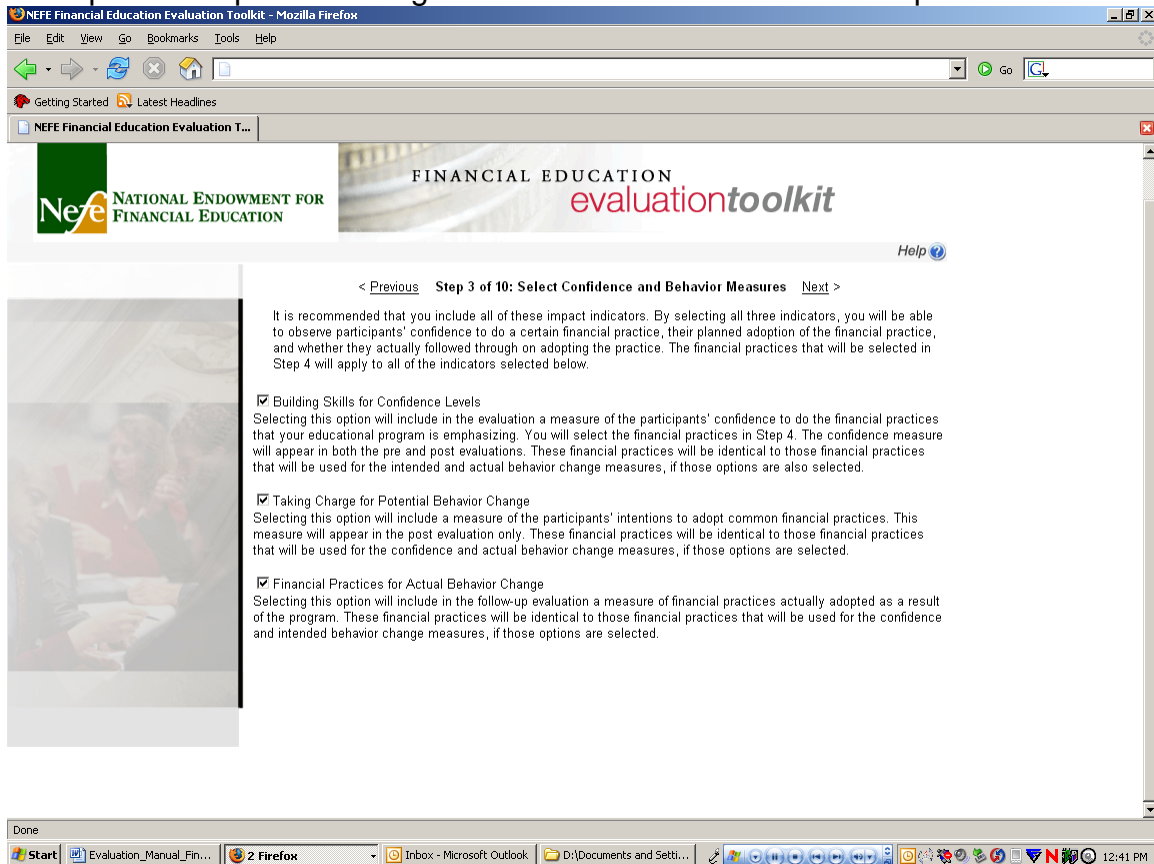 NEFE Financial Education Evaluation Toolkit - Mozilla Firefox
File Edit View Go Bookmarks Tools Help
Go G
Getting Started Latest Headlines
NEFE Financial Education Evaluation T...
Nefe NATIONAL ENDOWMENT FOR
FINANCIAL EDUCATION
FINANCIAL EDUCATION
evaluationtoolkit
Help ?
< Previous Step 3 of 10: Select Confidence and Behavior Measures Next >
It is recommended that you include all of these impact indicators. By selecting all three indicators, you will be able
to observe participants' confidence to do a certain financial practice, their planned adoption of the financial practice,
and whether they actually followed through on adopting the practice. The financial practices that will be selected in
Step 4 will apply to all of the indicators selected below.
Building Skills for Confidence Levels
Selecting this option will include in the evaluation a measure of the participants' confidence to do the financial practices
that your educational program is emphasizing. You will select the financial practices in Step 4. The confidence measure
will appear in both the pre and post evaluations. These financial practices will be identical to those financial practices
that will be used for the intended and actual behavior change measures, if those options are also selected.
Taking Charge for Potential Behavior Change
Selecting this option will include a measure of the participants' intentions to adopt common financial practices. This
measure will appear in the post evaluation only. These financial practices will be identical to those financial practices
that will be used for the confidence and actual behavior change measures, if those options are selected.
Financial Practices for Actual Behavior Change
Selecting this option will include in the follow-up evaluation a measure of financial practices actually adopted as a result
of the program. These financial practices will be identical to those financial practices that will be used for the confidence
and intended behavior change measures, if those options are selected.
Done
Start Evaluation_Manual_Fin... 2 Firefox Inbox - Microsoft Outlook D:\Documents and Setti... N 12:41 PM